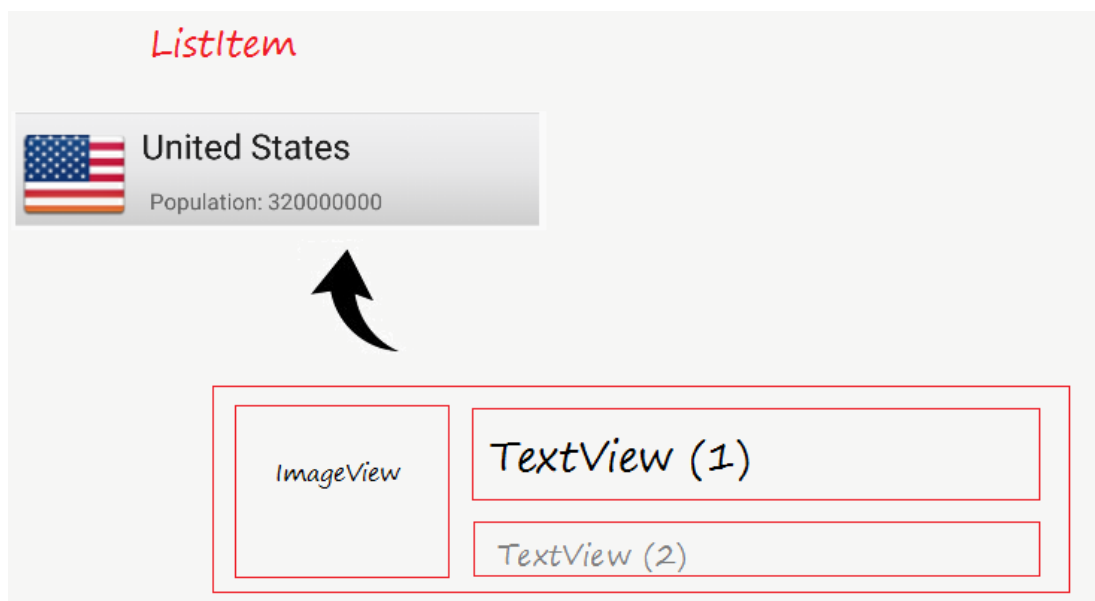 ListItem
United States
Population: 320000000
ImageView
TextView (1)
TextView (2)